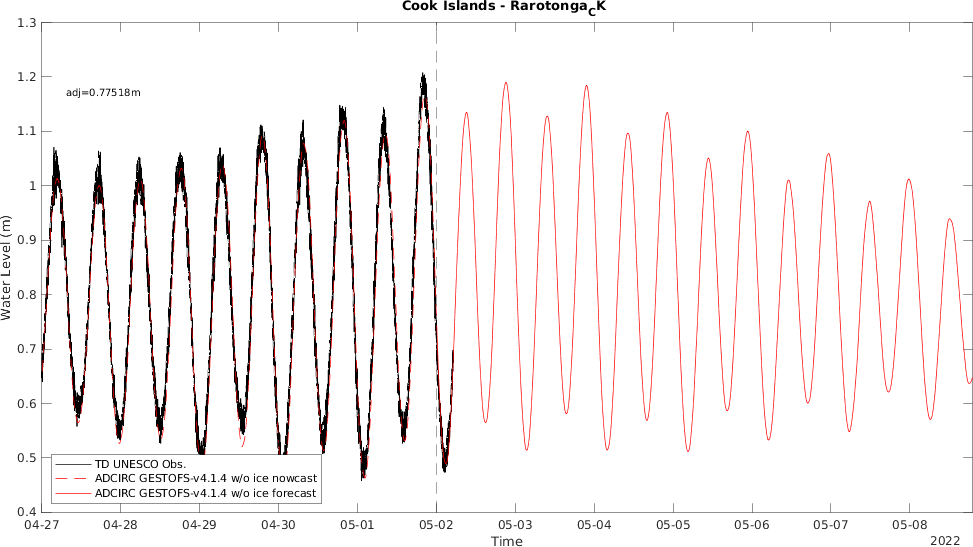 Cook Islands - Rarotonga_CK
1.3
1.2
adj=0.77518m
1.1
1
0.9
Water Level (m)
0.8
0.7
0.6
0.5
TD UNESCO Obs.
ADCIRC GESTOFS-v4.1.4 w/o ice nowcast
ADCIRC GESTOFS-v4.1.4 w/o ice forecast
0.4
04-27 04-28 04-29 04-30 05-01 05-02 05-03 05-04 05-05 05-06 05-07 05-08
Time
2022